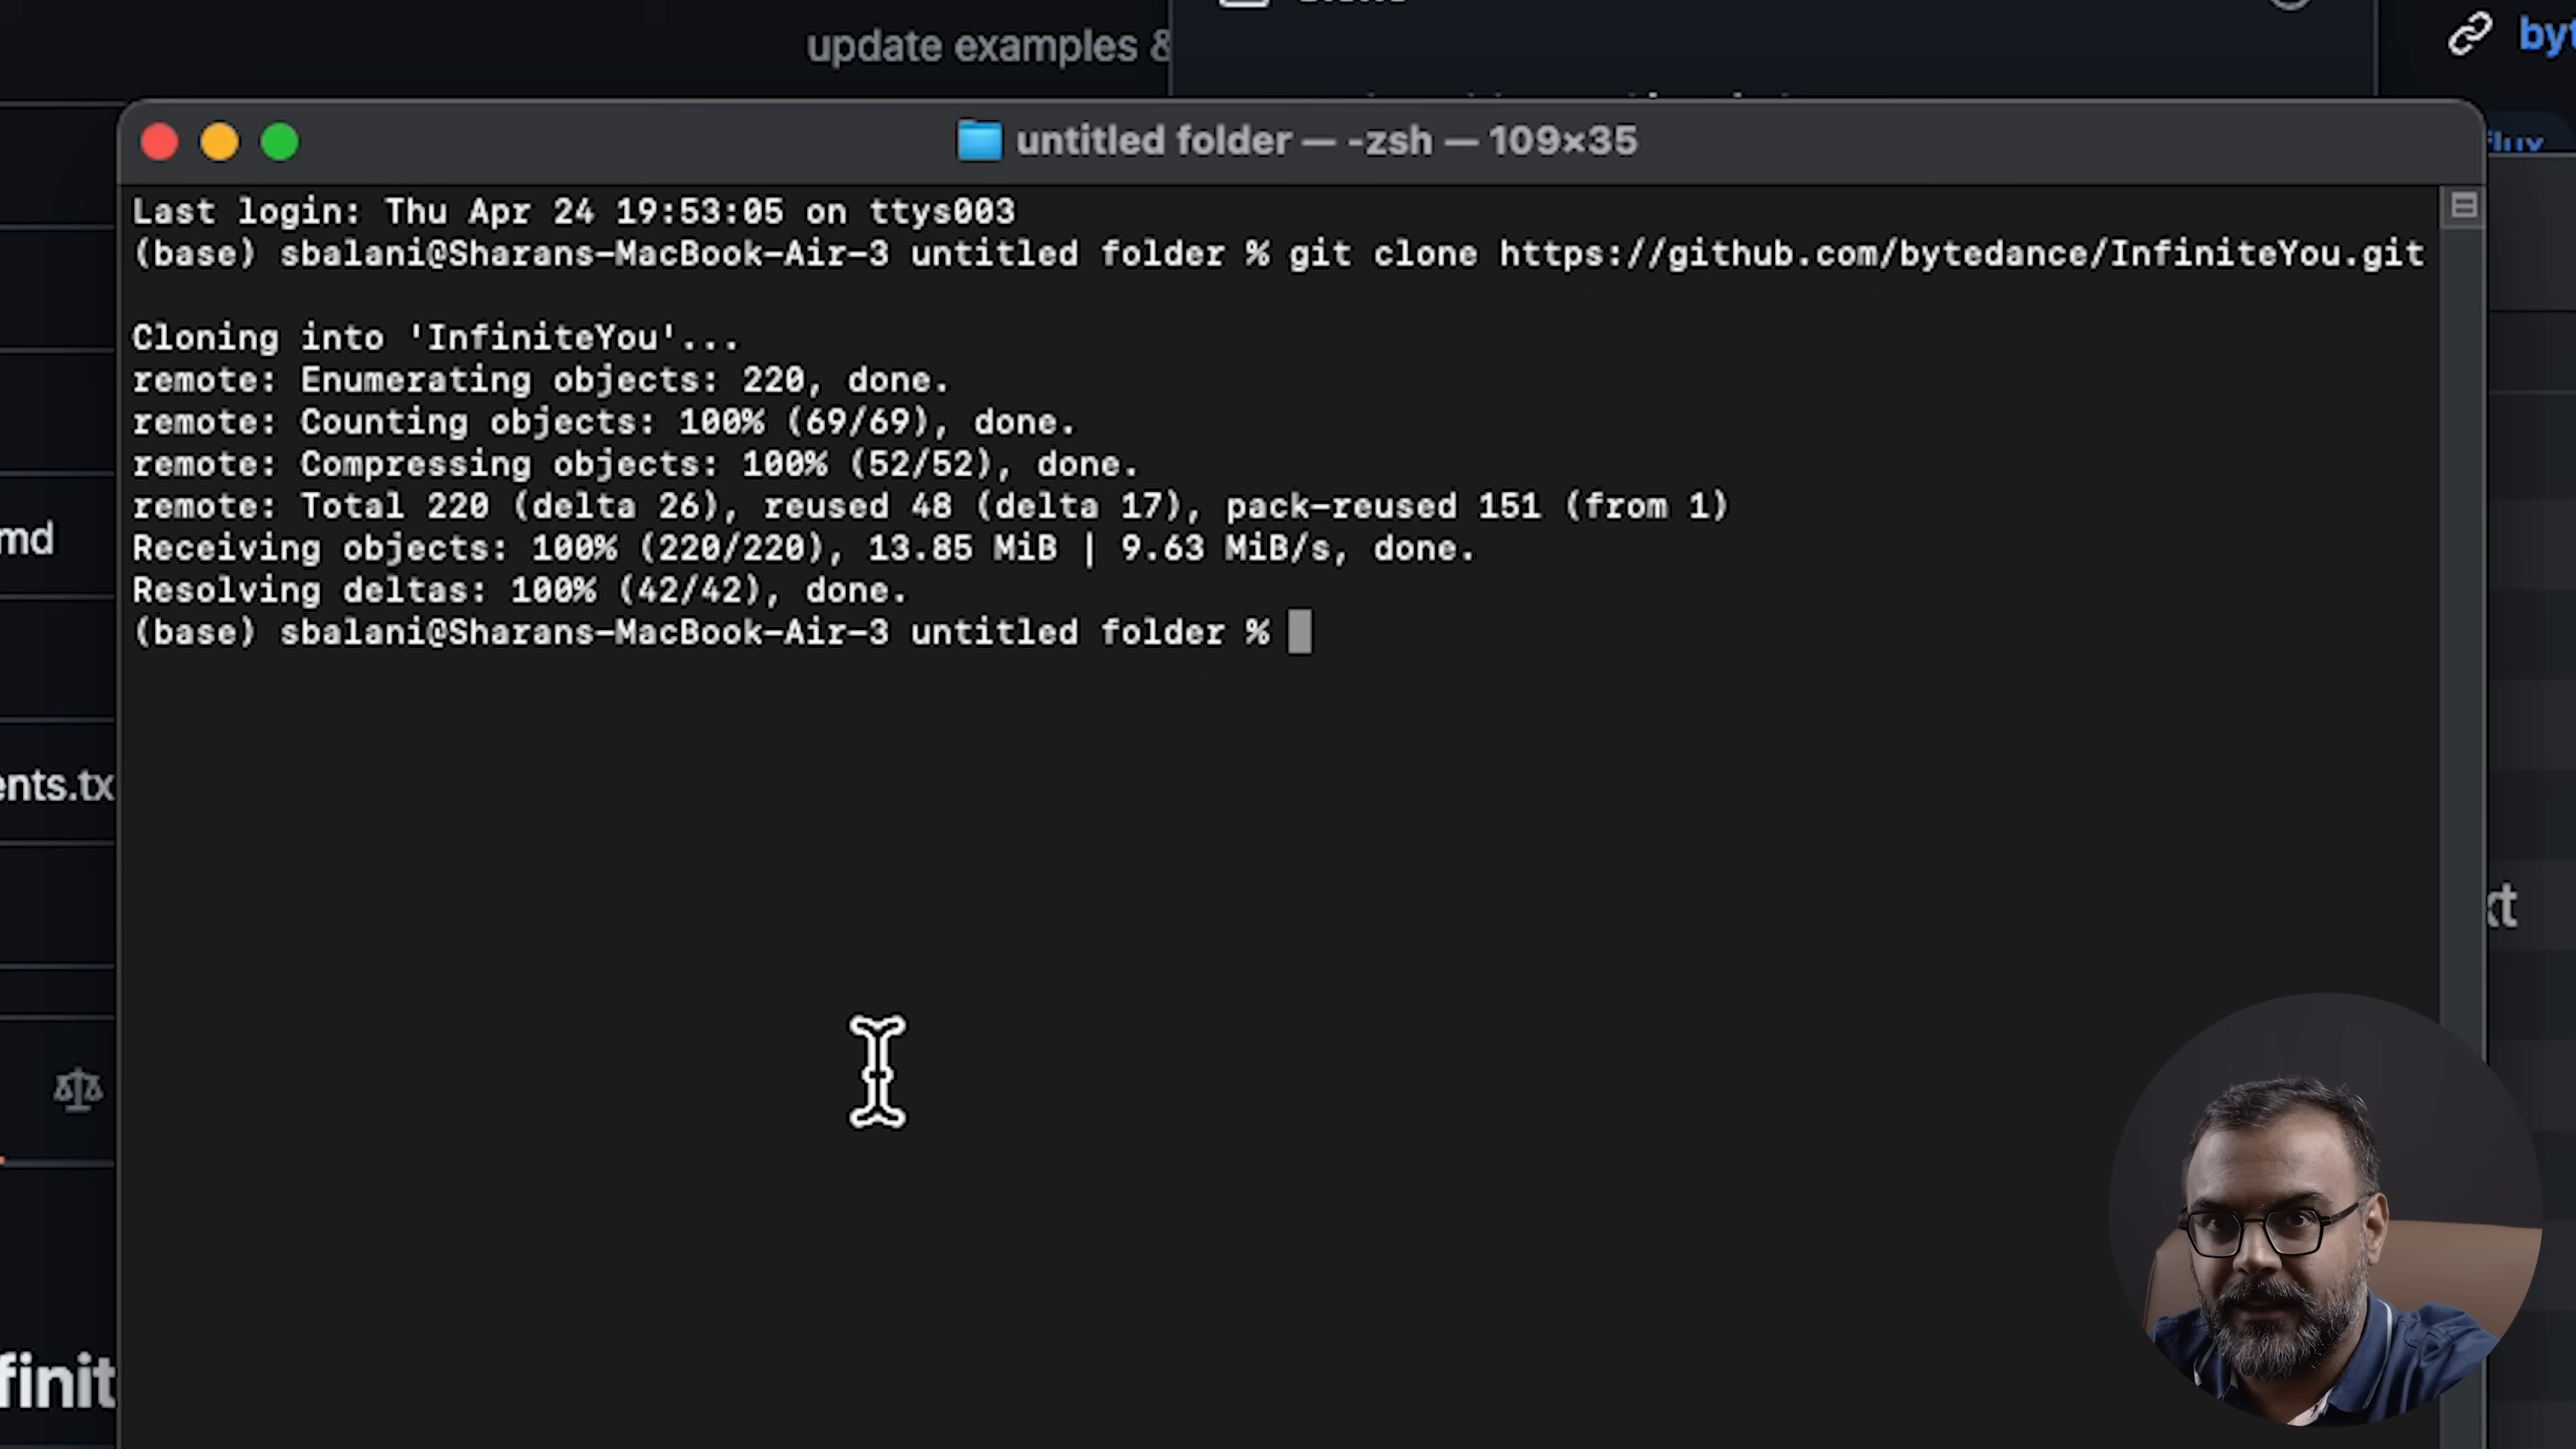 update examples &
untitled folder — -zsh — 109×35
Last login: Thu Apr 24 19:53:05 on ttys003
(base) sbalani@Sharans-MacBook-Air-3 untitled folder % git clone https://github.com/bytedance/InfiniteYou.git
Cloning into 'InfiniteYou'...
remote: Enumerating objects: 220, done.
remote: Counting objects: 100% (69/69), done.
remote: Compressing objects: 100% (52/52), done.
remote: Total 220 (delta 26), reused 48 (delta 17), pack-reused 151 (from 1)
Receiving objects: 100% (220/220), 13.85 MiB | 9.63 MiB/s, done.
Resolving deltas: 100% (42/42), done.
(base) sbalani@Sharans-MacBook-Air-3 untitled folder %
byt
md
ents.tx
xt
finit